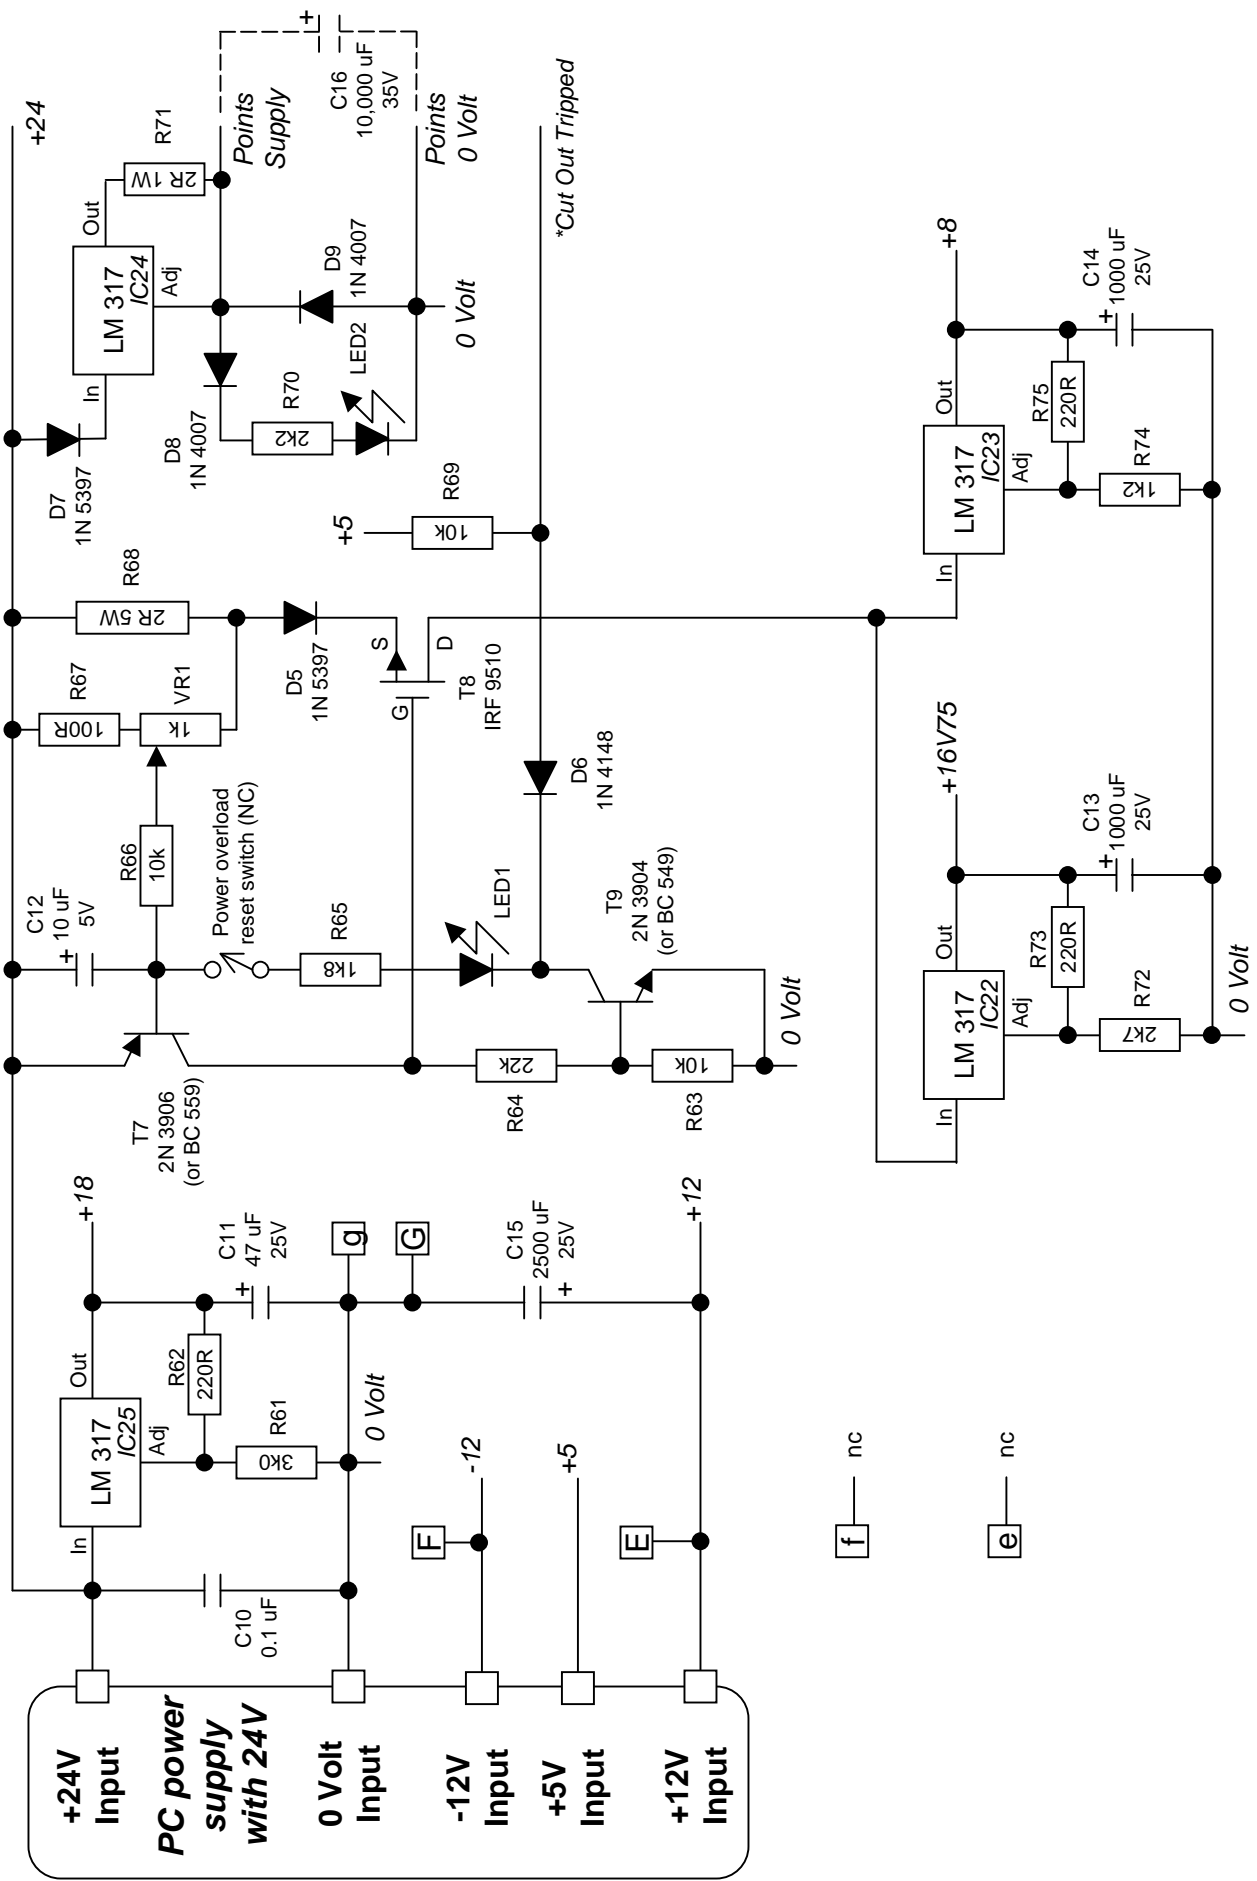 +24V
Input
PC power
supply
with 24V
0 Volt
Input
-12V
Input
+5V
Input
+12V
Input
C10
0.1 uF
In
LM 317
IC25
Adj
Out
R62
220R
R61
3k0
0 Volt
+18
C11
+
47 uF
25V
g
G
C15
2500 uF
25V
+
+12
F
-12
+5
E
f
nc
e
nc
T7
2N 3906
(or BC 559)
C12
+
10 uF
5V
R66
10k
Power overload
reset switch (NC)
R65
1k8
LED1
R64
22k
R63
10k
T9
2N 3904
(or BC 549)
0 Volt
R67
100R
VR1
1k
R68
2R 5W
D5
1N 5397
S
D
G
T8
IRF 9510
D6
1N 4148
+5
R69
10k
*Cut Out Tripped
D7
1N 5397
In
LM 317
IC24
Adj
Out
R71
2R 1W
+24
D8
1N 4007
R70
2k2
LED2
D9
1N 4007
0 Volt
Points
Supply
+
C16
10,000 uF
35V
Points
0 Volt
In
LM 317
IC22
Adj
Out
+16V75
R73
220R
R72
2k7
C13
+
1000 uF
25V
0 Volt
In
LM 317
IC23
Adj
Out
+8
R75
220R
R74
1k2
C14
+
1000 uF
25V